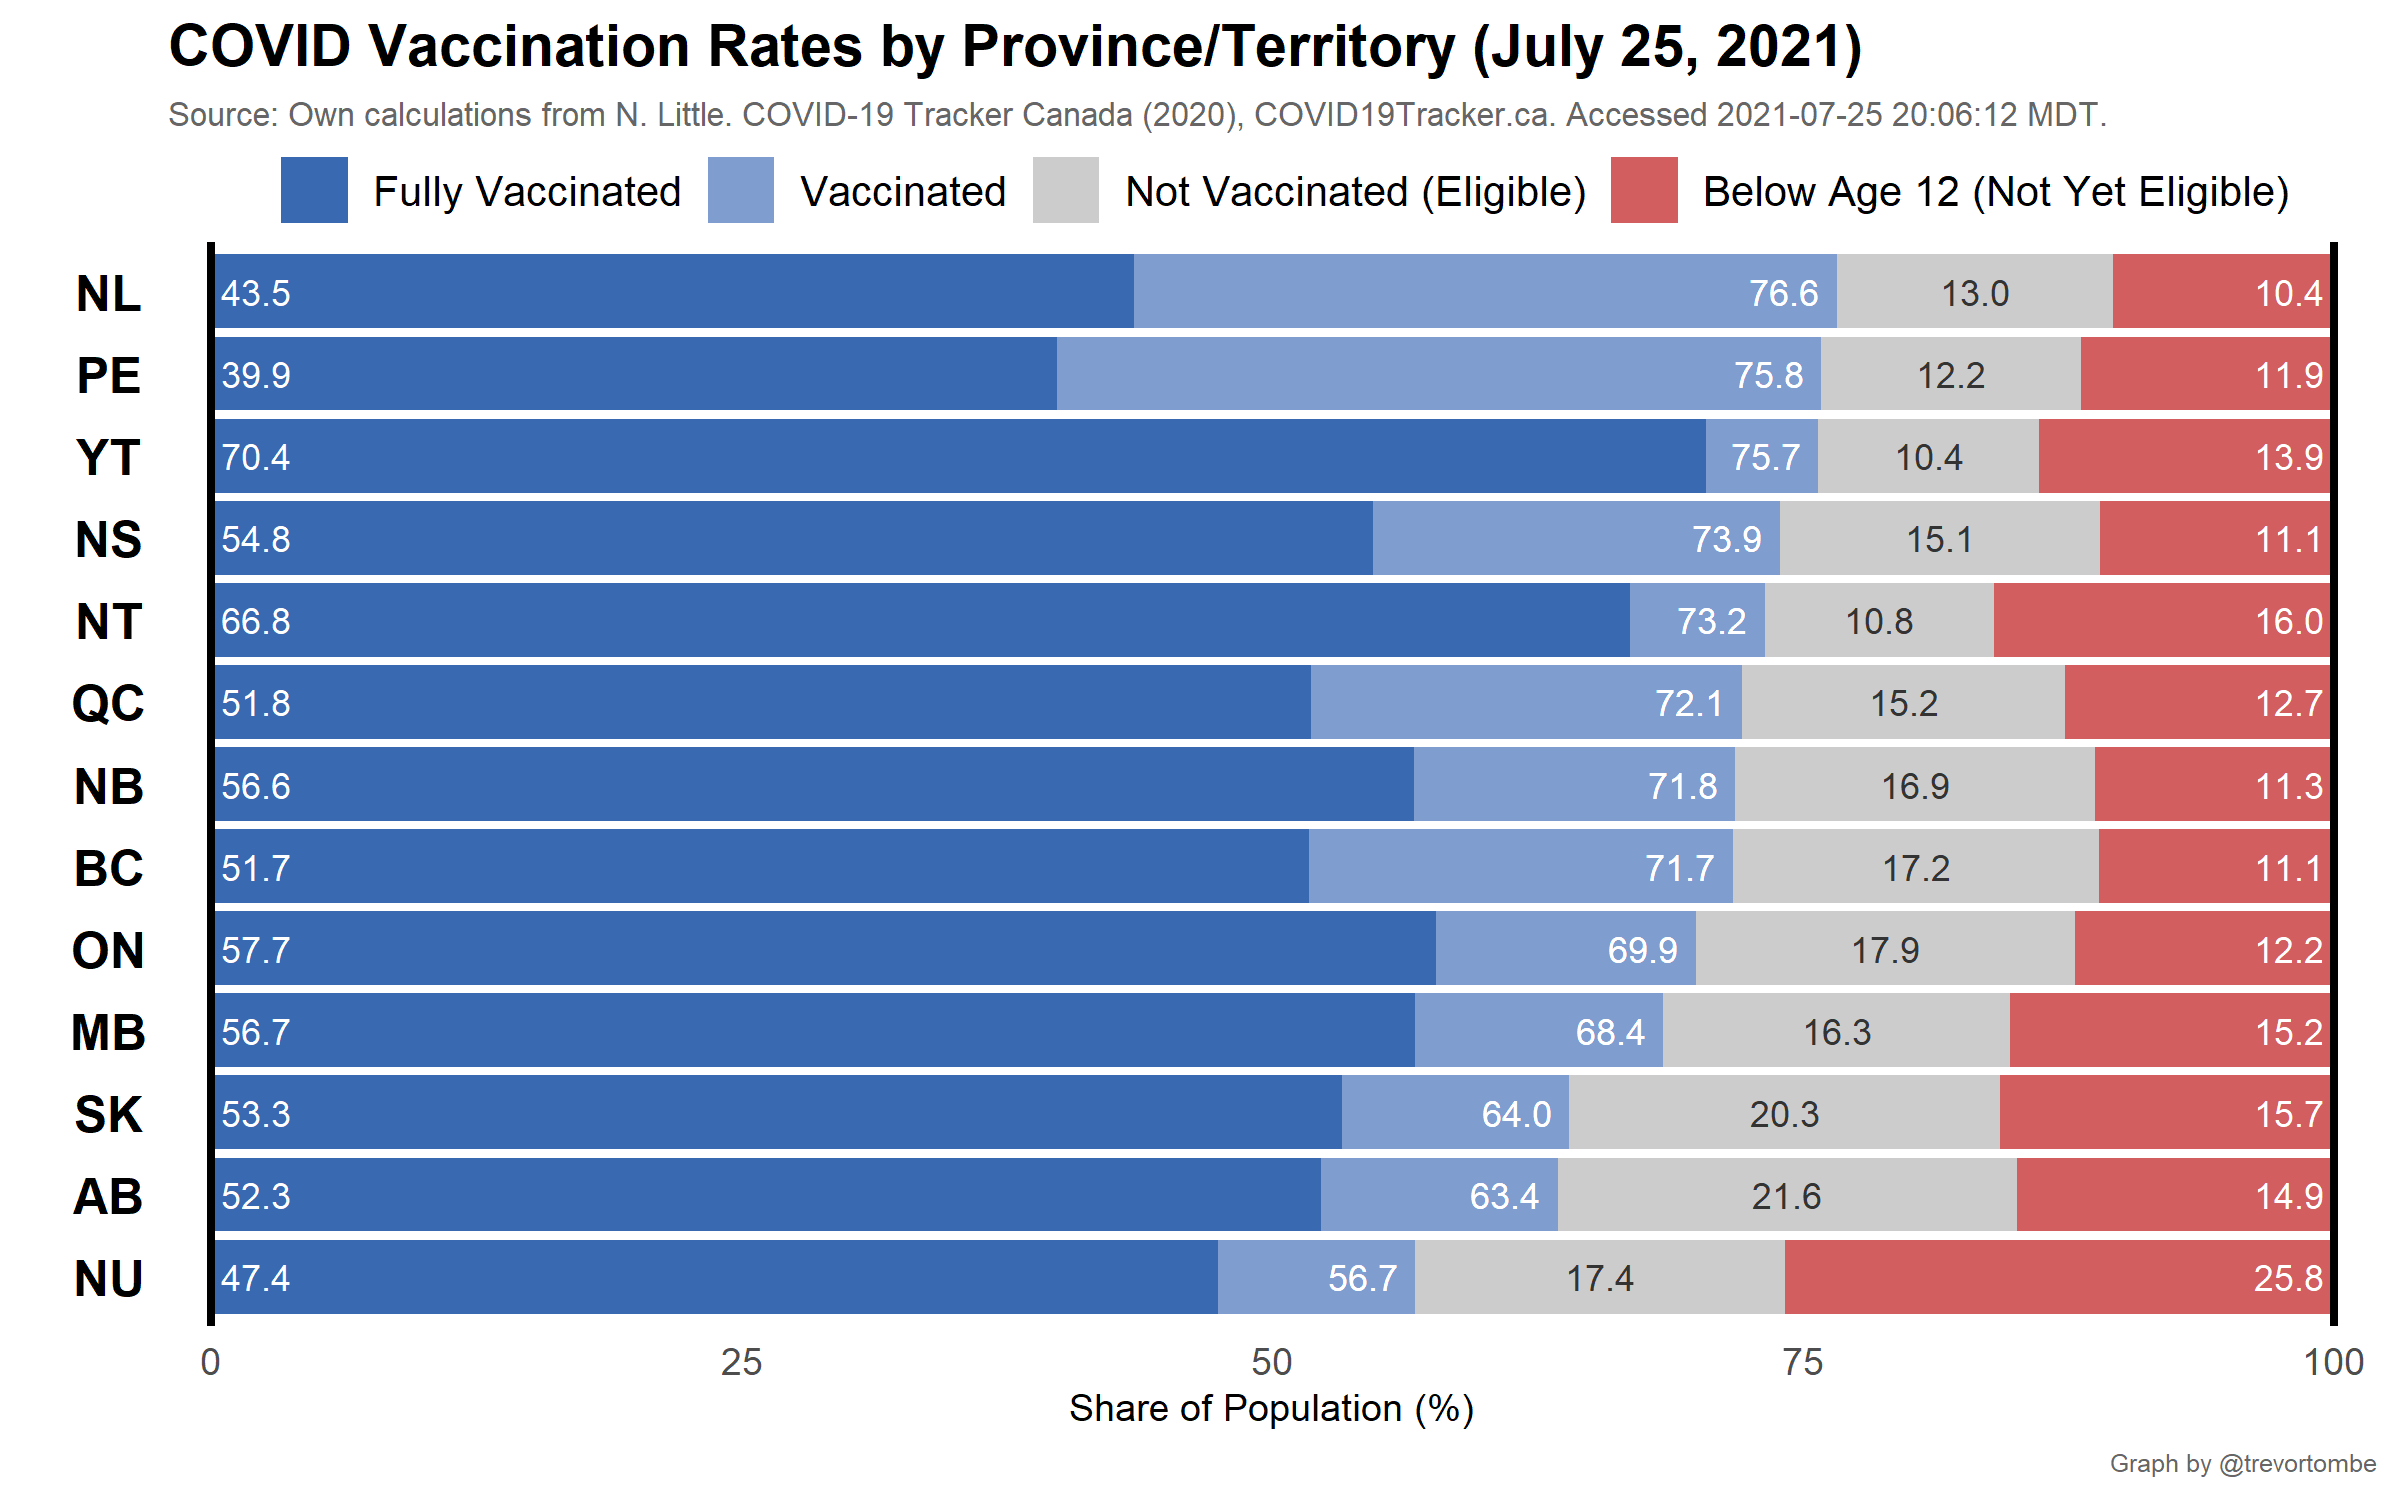 COVID Vaccination Rates by Province/Territory (July 25, 2021)
Source: Own calculations from N. Little. COVID-19 Tracker Canada (2020), COVID19Tracker.ca. Accessed 2021-07-25 20:06:12 MDT.
Fully Vaccinated Vaccinated Not Vaccinated (Eligible) Below Age 12 (Not Yet Eligible)
NL 43.5 76.6 13.0 10.4
PE 39.9 75.8 12.2 11.9
YT 70.4 75.7 10.4 13.9
NS 54.8 73.9 15.1 11.1
NT 66.8 73.2 10.8 16.0
QC 51.8 72.1 15.2 12.7
NB 56.6 71.8 16.9 11.3
BC 51.7 71.7 17.2 11.1
ON 57.7 69.9 17.9 12.2
MB 56.7 68.4 16.3 15.2
SK 53.3 64.0 20.3 15.7
AB 52.3 63.4 21.6 14.9
NU 47.4 56.7 17.4 25.8
0 25 50 75 100
Share of Population (%)
Graph by @trevortombe